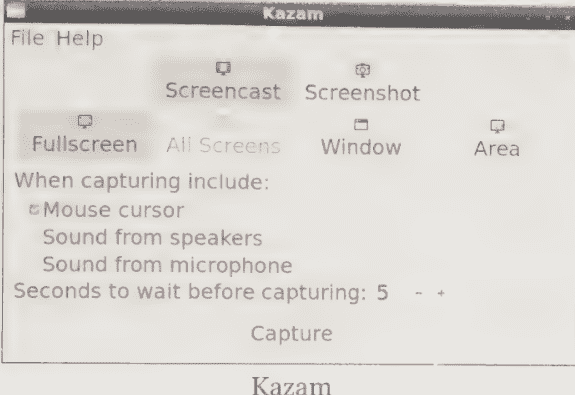 Kazam
File Help
Screencast Screenshot
Fullscreen All Screens Window Area
When capturing include:
Mouse cursor
Sound from speakers
Sound from microphone
Seconds to wait before capturing: 5 - +
Capture
Kazam